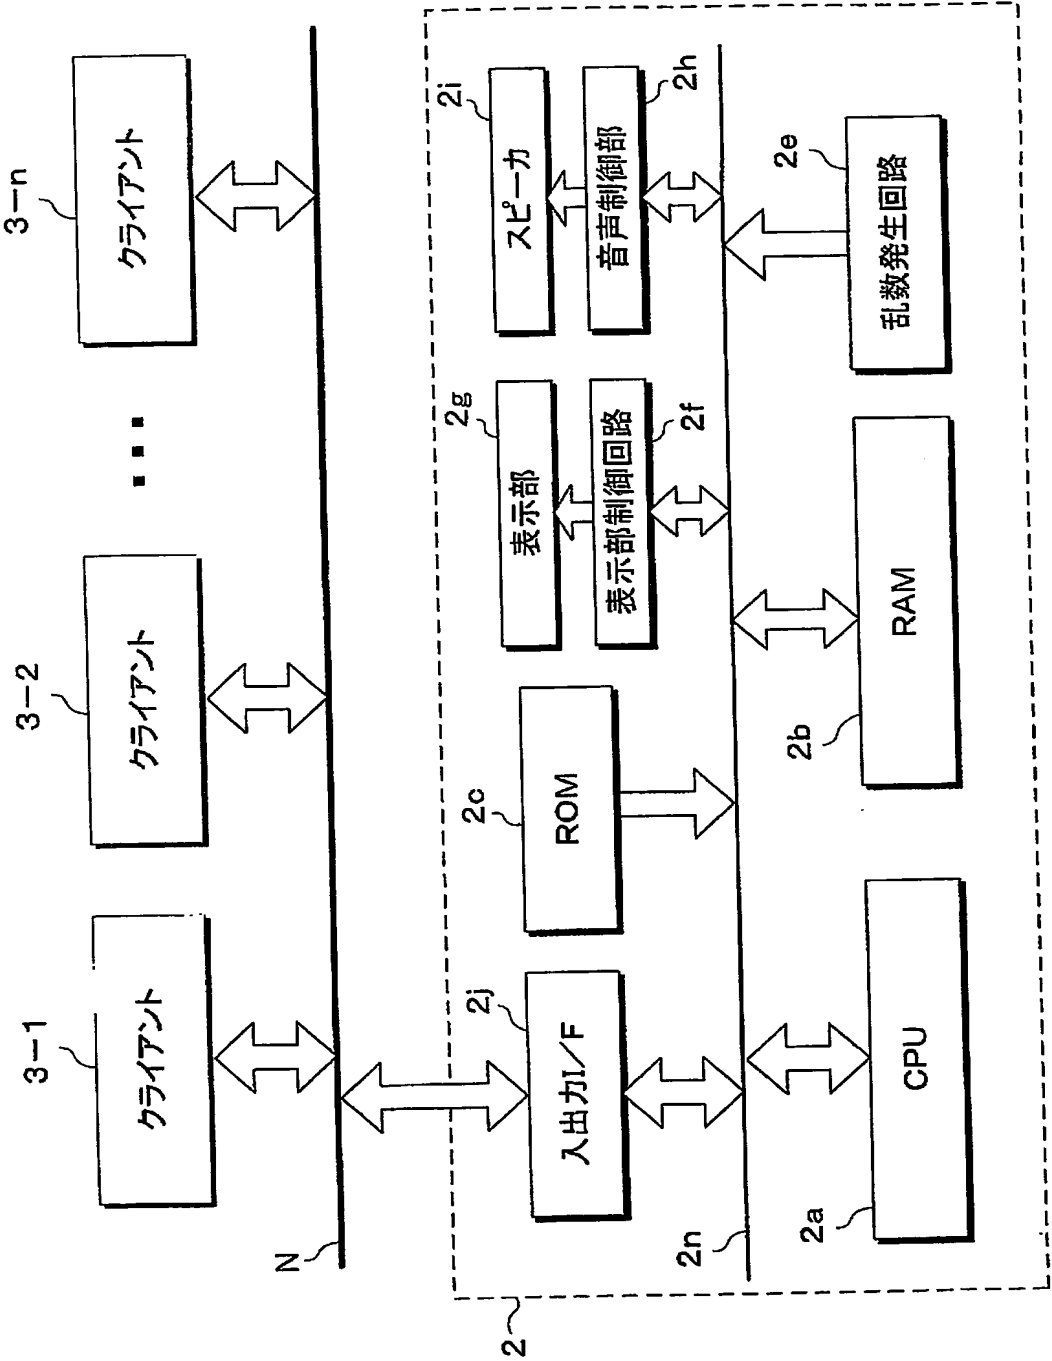 3-1
クライアント
3-2
クライアント
3-n
クライアント
N
2
2j
入出力I/F
2c
ROM
2g
表示部
表示部制御回路
2f
2i
スピーカ
音声制御部
2h
2n
2a
CPU
2b
RAM
2e
乱数発生回路